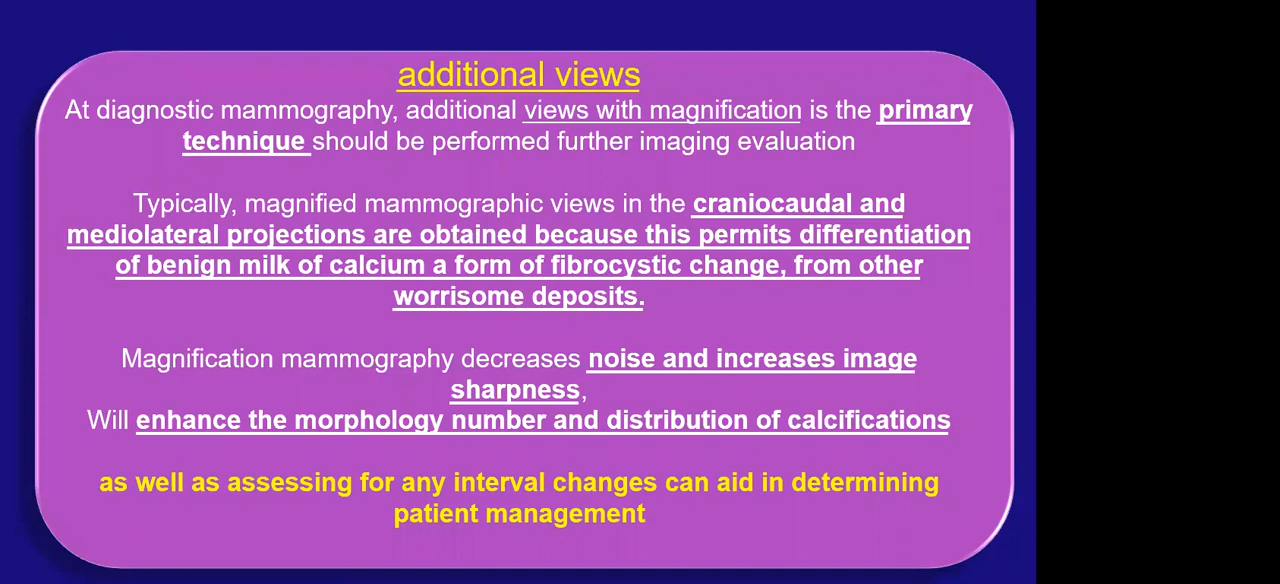 additional views
At diagnostic mammography, additional views with magnification is the primary
technique should be performed further imaging evaluation
Typically, magnified mammographic views in the craniocaudal and
mediolateral projections are obtained because this permits differentiation
of benign milk of calcium a form of fibrocystic change, from other
worrisome deposits.
Magnification mammography decreases noise and increases image
sharpness,
Will enhance the morphology number and distribution of calcifications
as well as assessing for any interval changes can aid in determining
patient management